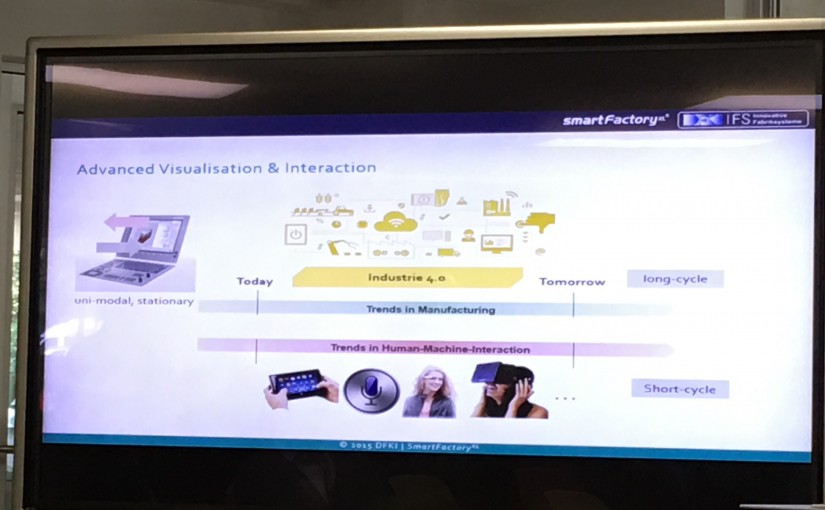 smartFactory KL
IFS Innovative
Fabriksysteme
Advanced Visualisation & Interaction
uni-modal, stationary
Today
Industrie 4.0
Tomorrow
long-cycle
Trends in Manufacturing
Trends in Human-Machine-Interaction
...
Short-cycle
© 2015 DFKI | SmartFactory KL